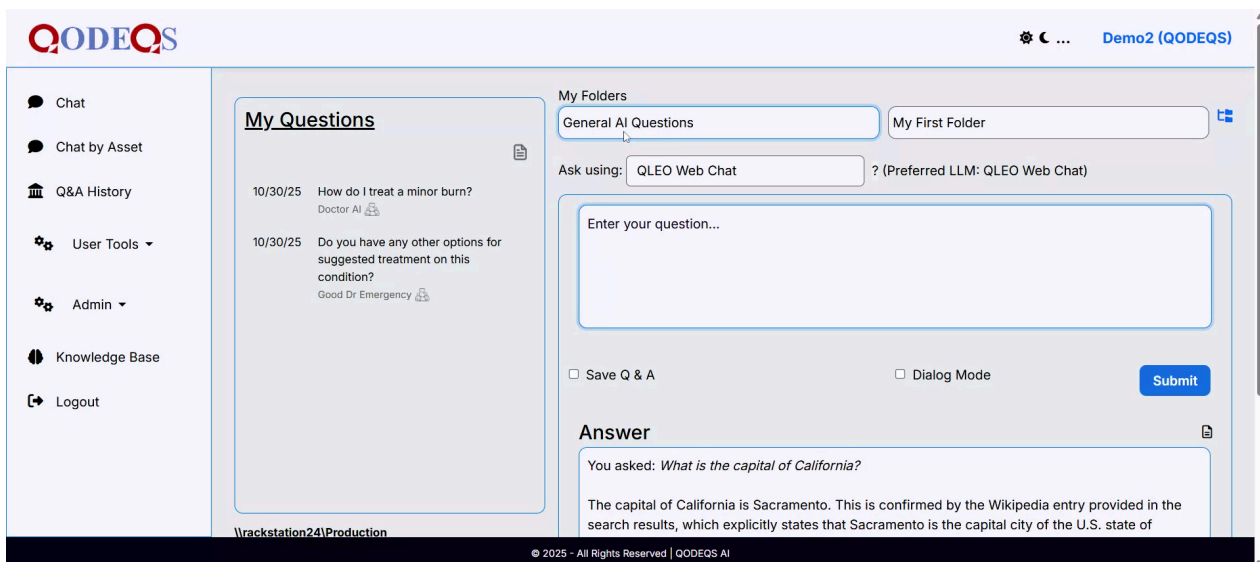 QODEQS
... Demo2 (QODEQS)
Chat
Chat by Asset
Q&A History
User Tools
Admin
Knowledge Base
Logout
My Questions
10/30/25 How do I treat a minor burn?
Doctor AI
10/30/25 Do you have any other options for
suggested treatment on this
condition?
Good Dr Emergency
\\rackstation24\Production
My Folders
General AI Questions
My First Folder
Ask using: QLEO Web Chat ? (Preferred LLM: QLEO Web Chat)
Enter your question...
Save Q & A
Dialog Mode
Submit
Answer
You asked: What is the capital of California?
The capital of California is Sacramento. This is confirmed by the Wikipedia entry provided in the
search results, which explicitly states that Sacramento is the capital city of the U.S. state of
© 2025 - All Rights Reserved | QODEQS AI